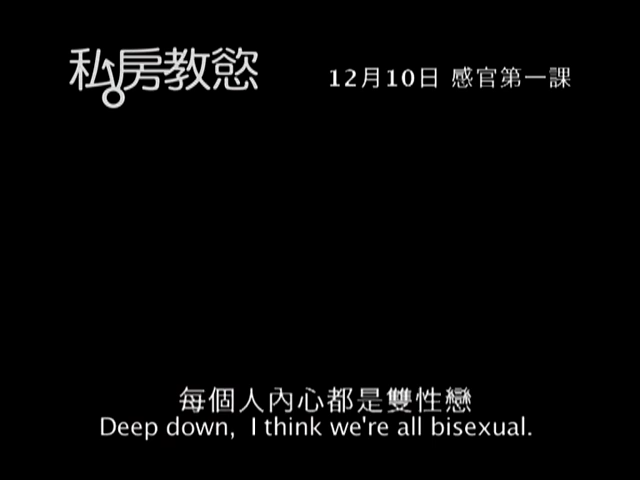 私房教慾
12月10日 感官第一課
每個人內心都是雙性戀
Deep down, I think we're all bisexual.